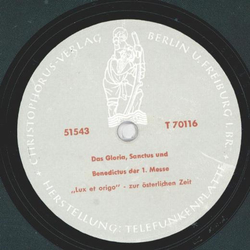 CHRISTOPHORUS-VERLAG
BERLIN U. FREIBURG I. BR.
51543
T 70116
Das Gloria, Sanctus und
Benedictus der 1. Messe
„Lux et origo" - zur österlichen Zeit
HERSTELLUNG: TELEFUNKENPLATTE